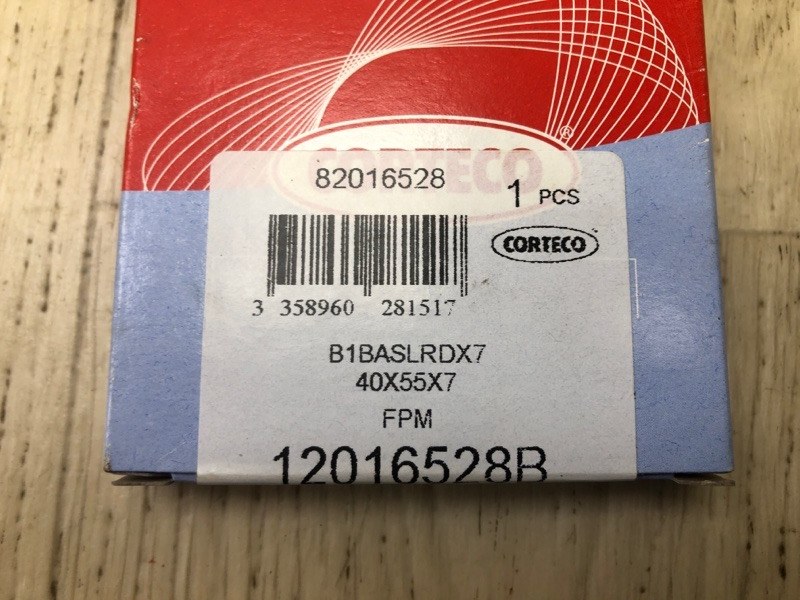 CORTECO ®
82016528
1 PCS
CORTECO
3 358960 281517
B1BASLRDX7
40X55X7
FPM
12016528B